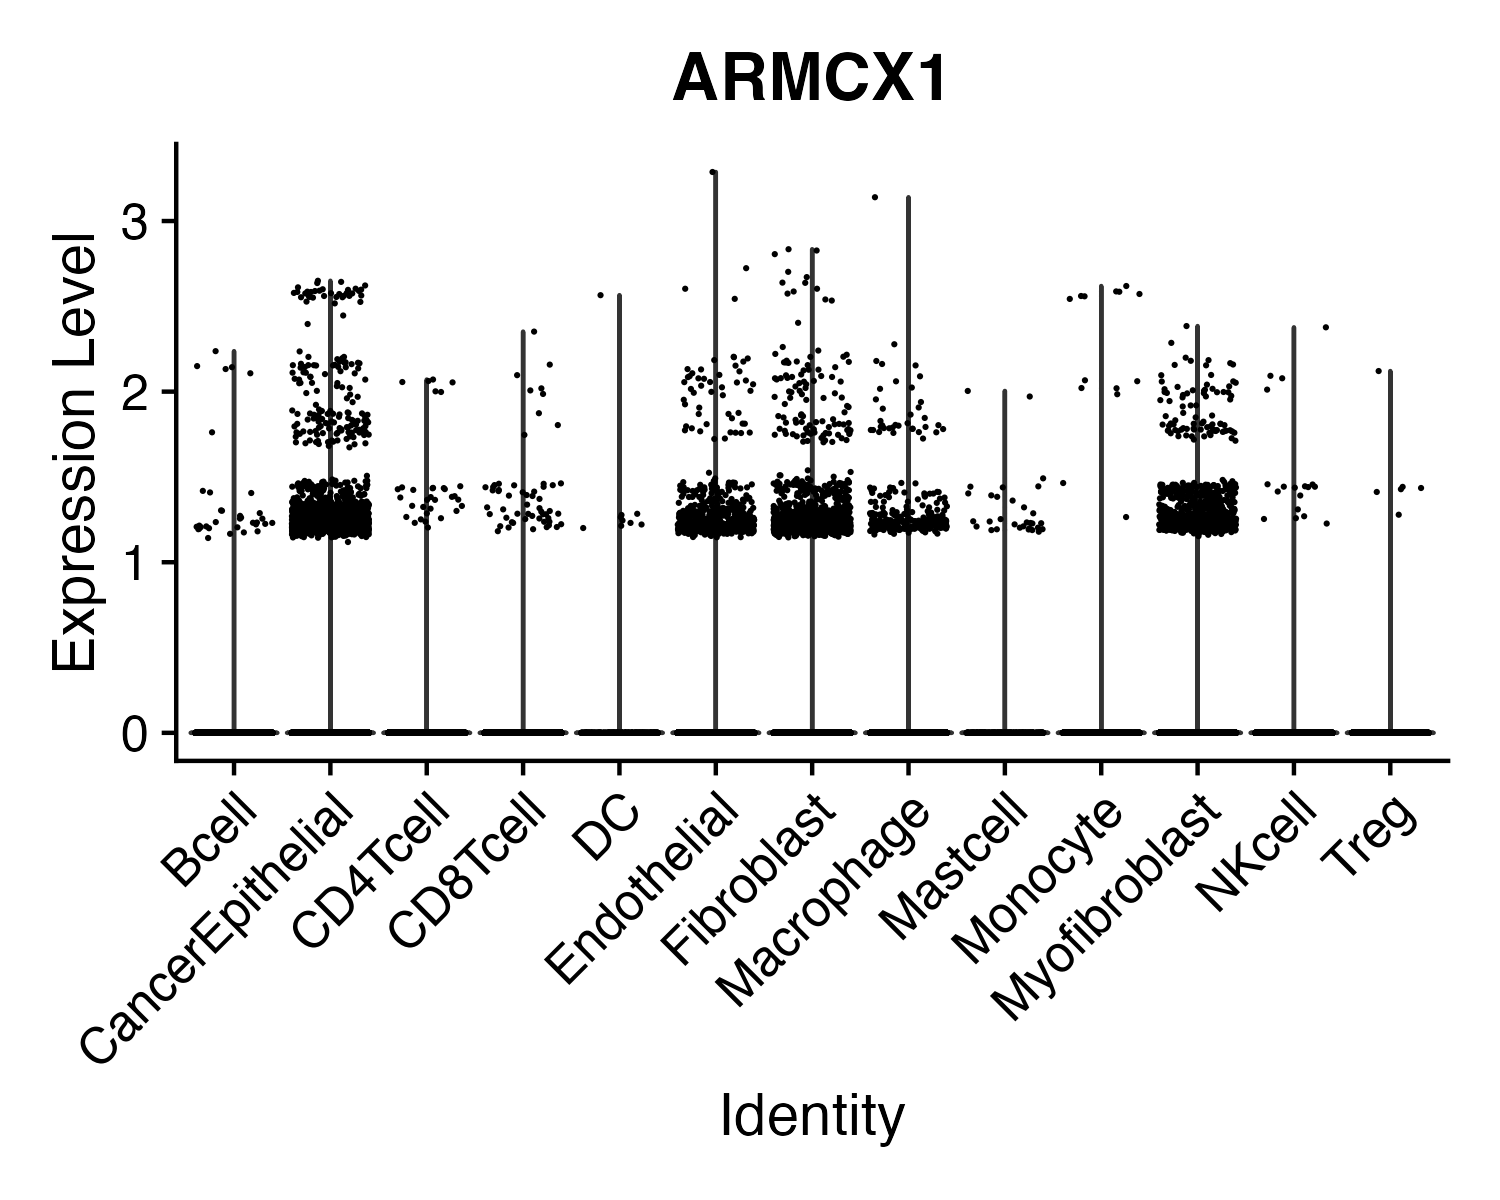 ARMCX1
Expression Level
3
2
1
0
Bcell
CancerEpithelial
CD4Tcell
CD8Tcell
DC
Endothelial
Fibroblast
Macrophage
Mastcell
Monocyte
Myofibroblast
NKcell
Treg
Identity